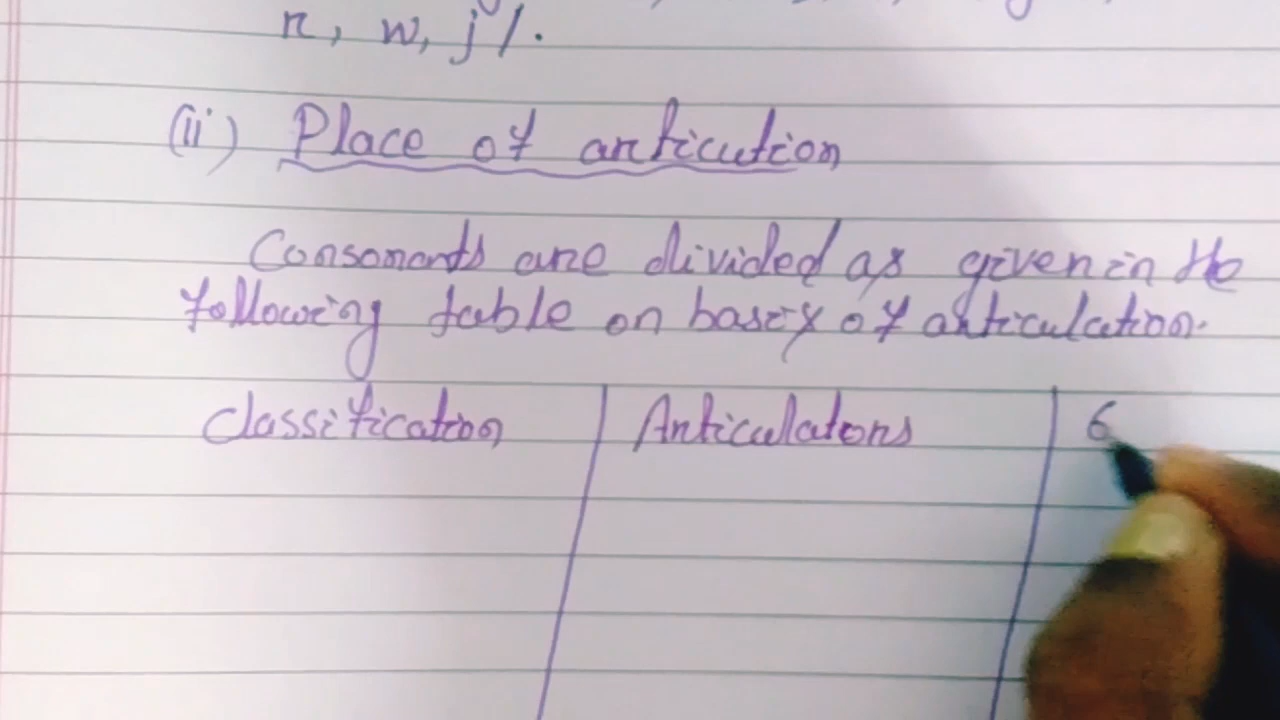 r, w, j/.
(ii) Place of articution
Consonants are divided as given in the
following table on basis of articulation.
Classification Articulators 6